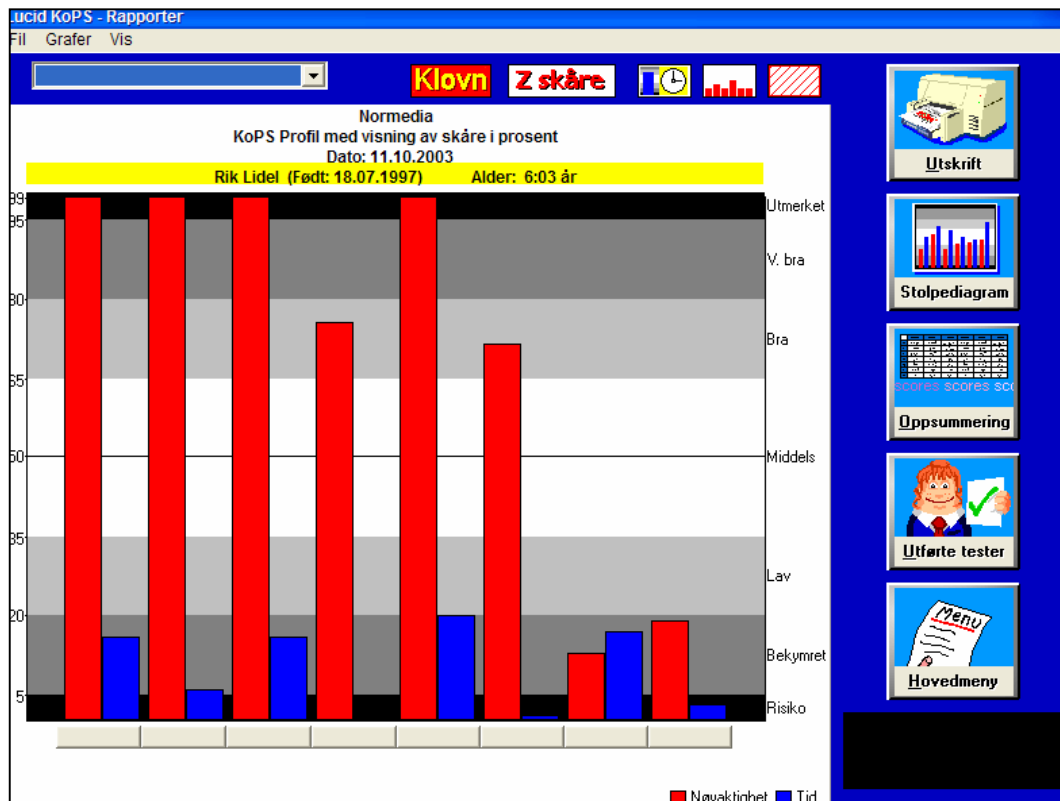 Lucid KoPS - Rapporter
Fil Grafer Vis
Klovn Z skåre
Normedia
KoPS Profil med visning av skåre i prosent
Dato: 11.10.2003
Rik Lidel (Født: 18.07.1997) Alder: 6:03 år
99
95
80
65
50
35
20
5
Utmerket
V. bra
Bra
Middels
Lav
Bekymret
Risiko
Nøyaktighet Tid
Utskrift
Stolpediagram
scores scores sco
Oppsummering
Utførte tester
Menu
Hovedmeny